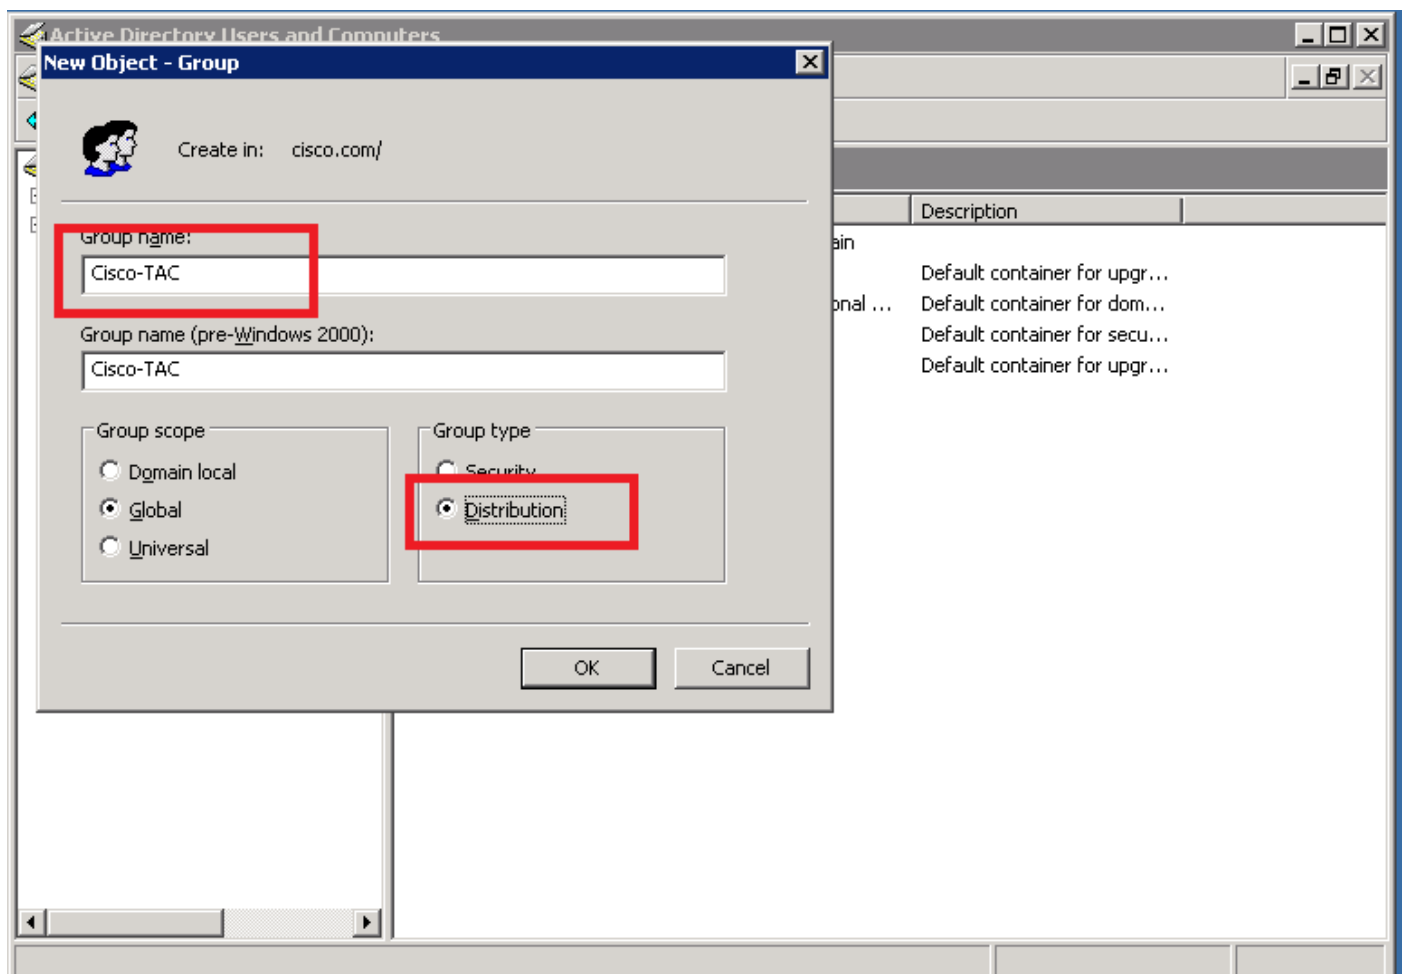 Active Directory Users and Computers
New Object - Group
Create in: cisco.com/
Group name:
Cisco-TAC
Group name (pre-Windows 2000):
Cisco-TAC
Group scope
Domain local
Global
Universal
Group type
Security
Distribution
OK
Cancel
Description
ain
Default container for upgr...
onal ... Default container for dom...
Default container for secu...
Default container for upgr...